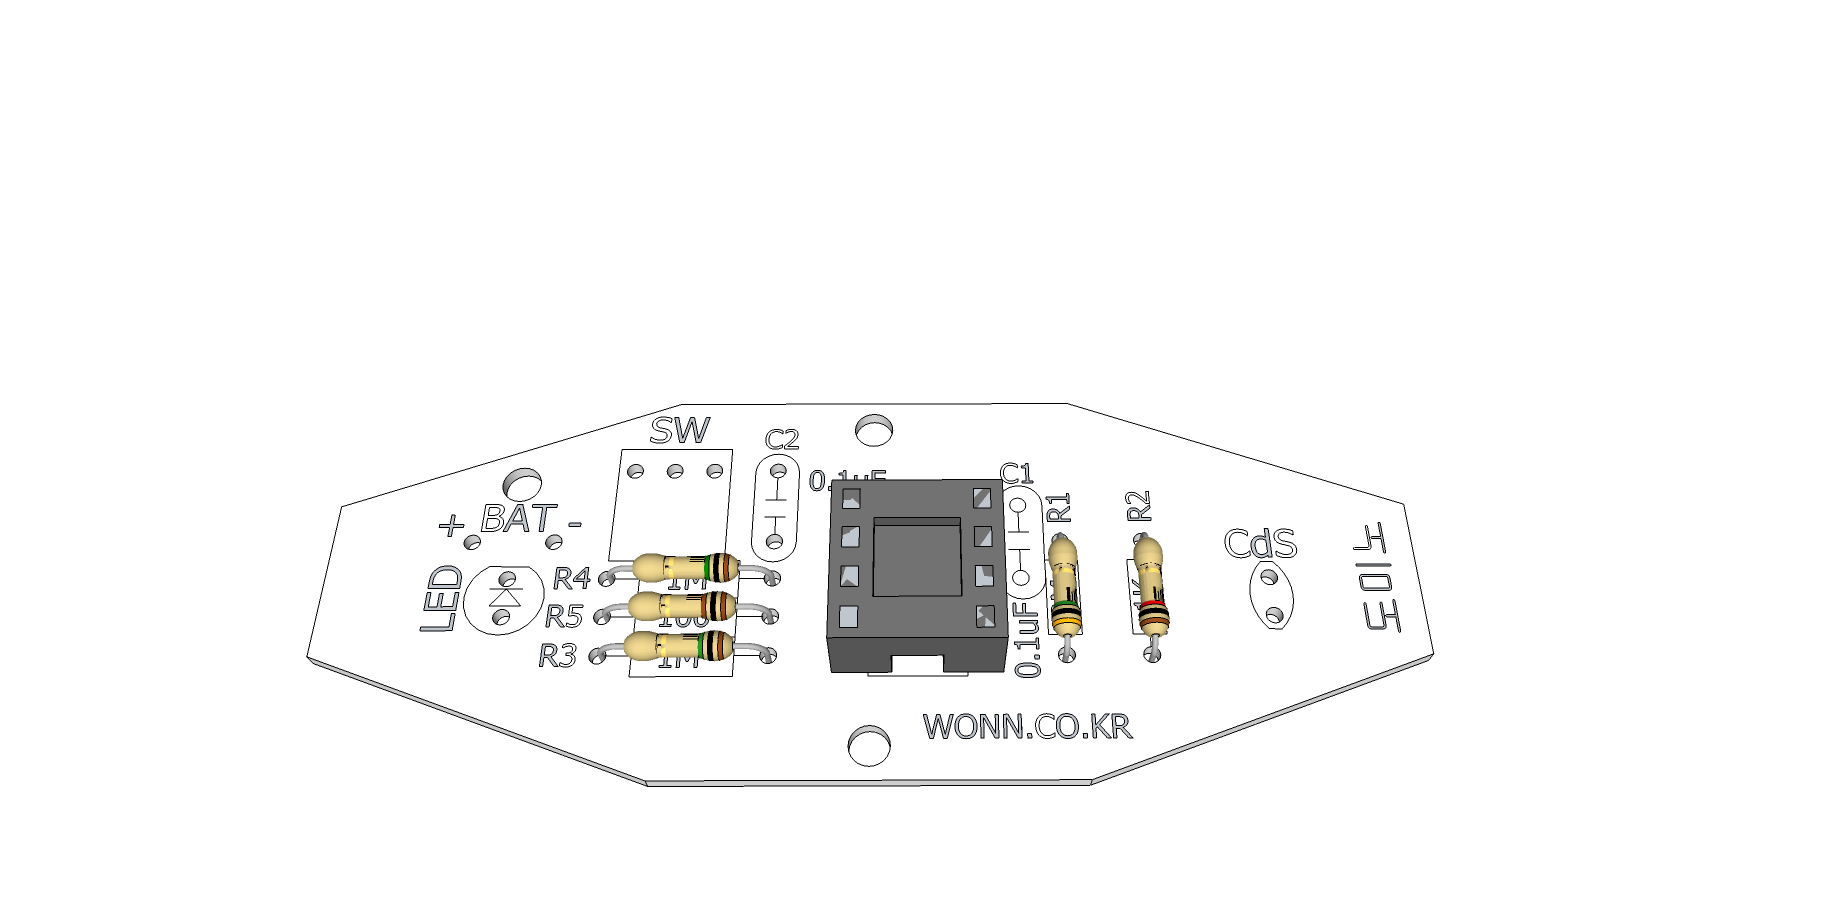 SW
C2
0.1uF
C1
+ BAT -
R1
R2
CdS
LED
R4
1M
R5
100
R3
1M
0.1uF
1K
WONN.CO.KR